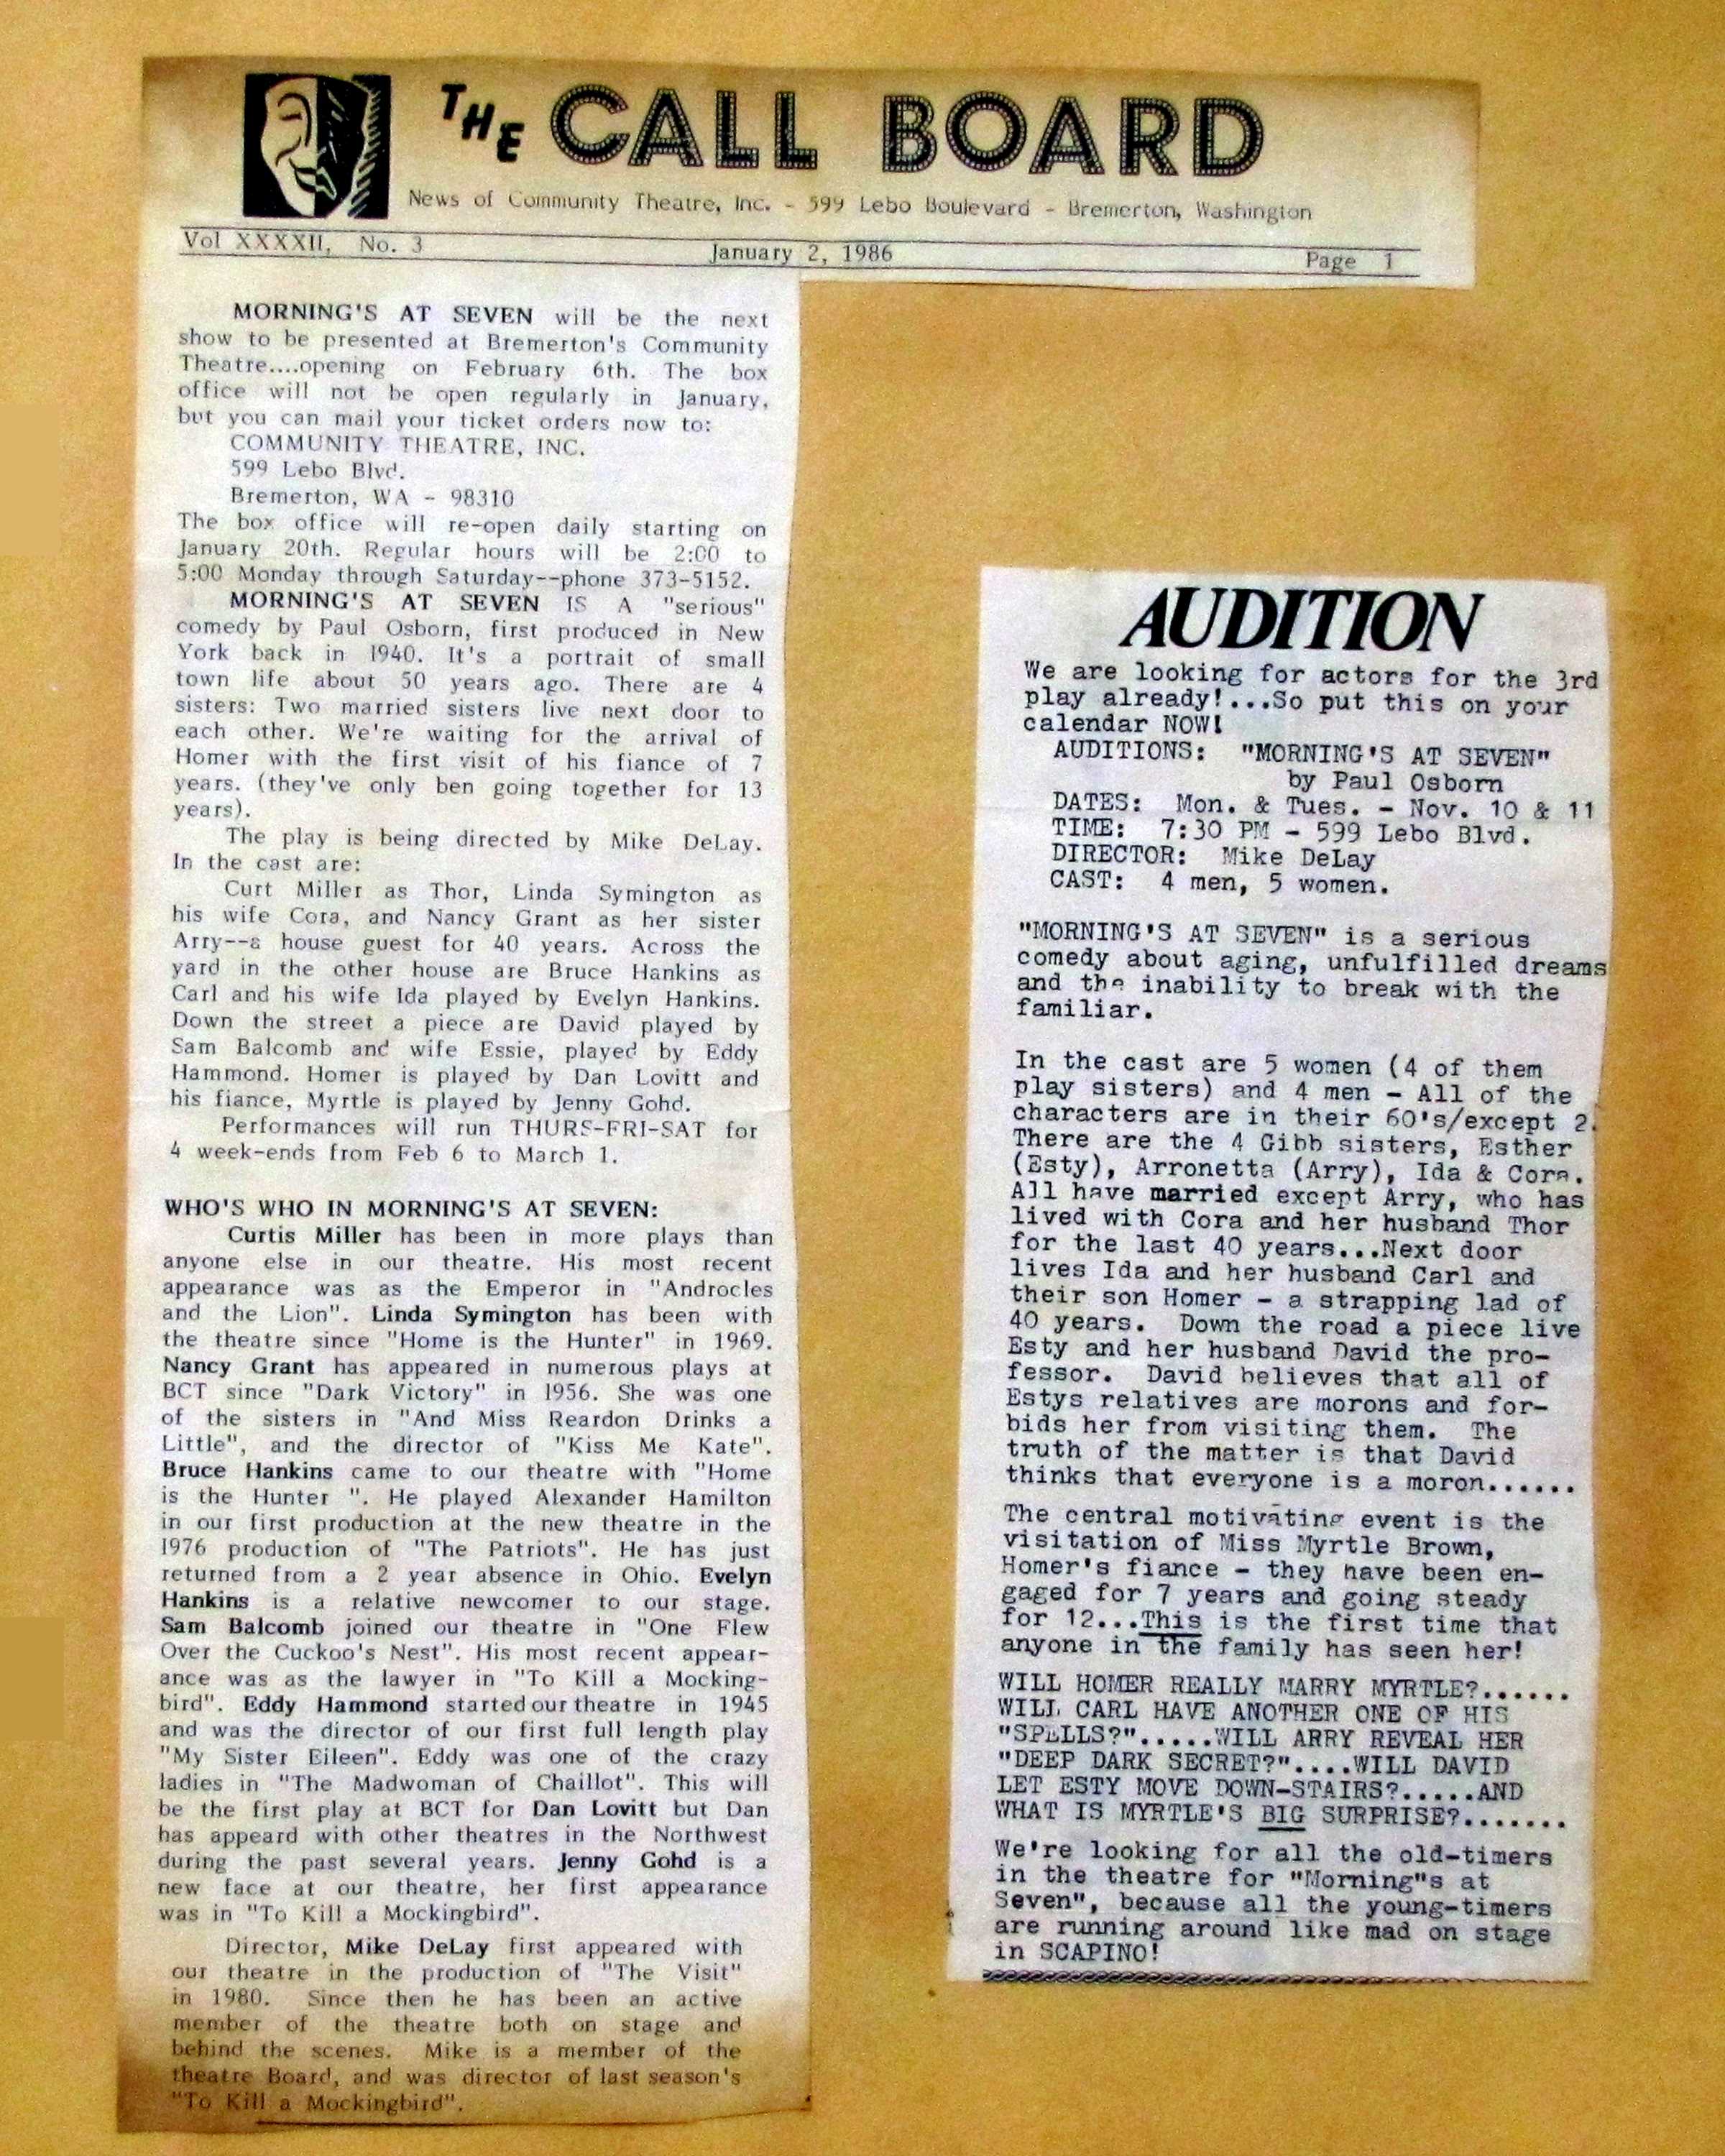 THE CALL BOARD
News of Community Theatre, Inc. - 599 Lebo Boulevard - Bremerton, Washington
Vol XXXXII, No. 3 January 2, 1986 Page 1
MORNING'S AT SEVEN will be the next
show to be presented at Bremerton's Community
Theatre....opening on February 6th. The box
office will not be open regularly in January,
but you can mail your ticket orders now to:
COMMUNITY THEATRE, INC.
599 Lebo Blvd.
Bremerton, WA - 98310
The box office will re-open daily starting on
January 20th. Regular hours will be 2:00 to
5:00 Monday through Saturday--phone 373-5152.
MORNING'S AT SEVEN IS A "serious"
comedy by Paul Osborn, first produced in New
York back in 1940. It's a portrait of small
town life about 50 years ago. There are 4
sisters: Two married sisters live next door to
each other. We're waiting for the arrival of
Homer with the first visit of his fiance of 7
years. (they've only ben going together for 13
years).
The play is being directed by Mike DeLay.
In the cast are:
Curt Miller as Thor, Linda Symington as
his wife Cora, and Nancy Grant as her sister
Arry--a house guest for 40 years. Across the
yard in the other house are Bruce Hankins as
Carl and his wife Ida played by Evelyn Hankins.
Down the street a piece are David played by
Sam Balcomb and wife Essie, played by Eddy
Hammond. Homer is played by Dan Lovitt and
his fiance, Myrtle is played by Jenny Gohd.
Performances will run THURS-FRI-SAT for
4 week-ends from Feb 6 to March 1.
WHO'S WHO IN MORNING'S AT SEVEN:
Curtis Miller has been in more plays than
anyone else in our theatre. His most recent
appearance was as the Emperor in "Androcles
and the Lion". Linda Symington has been with
the theatre since "Home is the Hunter" in 1969.
Nancy Grant has appeared in numerous plays at
BCT since "Dark Victory" in 1956. She was one
of the sisters in "And Miss Reardon Drinks a
Little", and the director of "Kiss Me Kate".
Bruce Hankins came to our theatre with "Home
is the Hunter ". He played Alexander Hamilton
in our first production at the new theatre in the
1976 production of "The Patriots". He has just
returned from a 2 year absence in Ohio. Evelyn
Hankins is a relative newcomer to our stage.
Sam Balcomb joined our theatre in "One Flew
Over the Cuckoo's Nest". His most recent appear-
ance was as the lawyer in "To Kill a Mocking-
bird". Eddy Hammond started our theatre in 1945
and was the director of our first full length play
"My Sister Eileen". Eddy was one of the crazy
ladies in "The Madwoman of Chaillot". This will
be the first play at BCT for Dan Lovitt but Dan
has appeard with other theatres in the Northwest
during the past several years. Jenny Gohd is a
new face at our theatre, her first appearance
was in "To Kill a Mockingbird".
Director, Mike DeLay first appeared with
our theatre in the production of "The Visit"
in 1980. Since then he has been an active
member of the theatre both on stage and
behind the scenes. Mike is a member of the
theatre Board, and was director of last season's
"To Kill a Mockingbird".
AUDITION
We are looking for actors for the 3rd
play already!...So put this on your
calendar NOW!
AUDITIONS: "MORNING'S AT SEVEN"
by Paul Osborn
DATES: Mon. & Tues. - Nov. 10 & 11
TIME: 7:30 PM - 599 Lebo Blvd.
DIRECTOR: Mike DeLay
CAST: 4 men, 5 women.
"MORNING'S AT SEVEN" is a serious
comedy about aging, unfulfilled dreams
and the inability to break with the
familiar.
In the cast are 5 women (4 of them
play sisters) and 4 men - All of the
characters are in their 60's/except 2.
There are the 4 Gibb sisters, Esther
(Esty), Arronetta (Arry), Ida & Cora.
All have married except Arry, who has
lived with Cora and her husband Thor
for the last 40 years...Next door
lives Ida and her husband Carl and
their son Homer - a strapping lad of
40 years. Down the road a piece live
Esty and her husband David the pro-
fessor. David believes that all of
Estys relatives are morons and for-
bids her from visiting them. The
truth of the matter is that David
thinks that everyone is a moron......
The central motivating event is the
visitation of Miss Myrtle Brown,
Homer's fiance - they have been en-
gaged for 7 years and going steady
for 12...This is the first time that
anyone in the family has seen her!
WILL HOMER REALLY MARRY MYRTLE?......
WILL CARL HAVE ANOTHER ONE OF HIS
"SPELLS?".....WILL ARRY REVEAL HER
"DEEP DARK SECRET?"....WILL DAVID
LET ESTY MOVE DOWN-STAIRS?.....AND
WHAT IS MYRTLE'S BIG SURPRISE?.......
We're looking for all the old-timers
in the theatre for "Morning"s at
Seven", because all the young-timers
are running around like mad on stage
in SCAPINO!